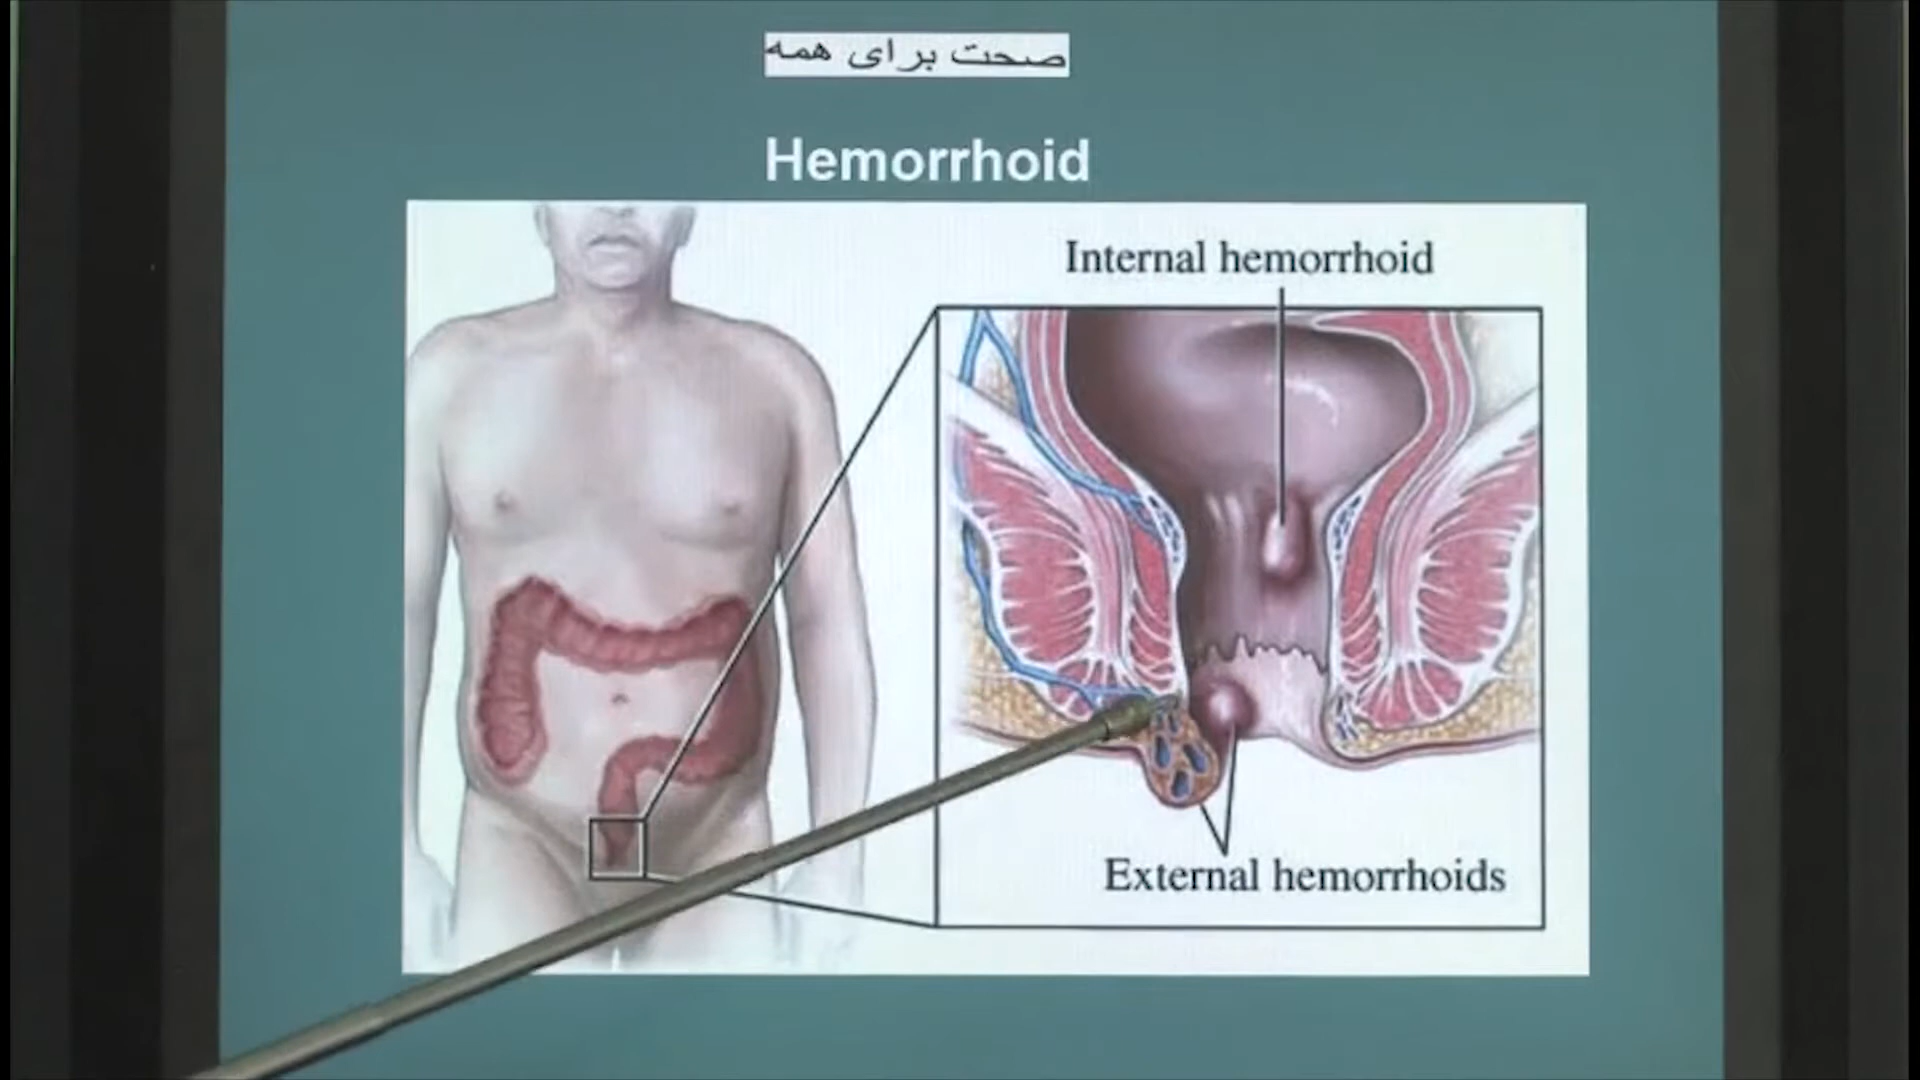 صحت برای همه
Hemorrhoid
Internal hemorrhoid
External hemorrhoids